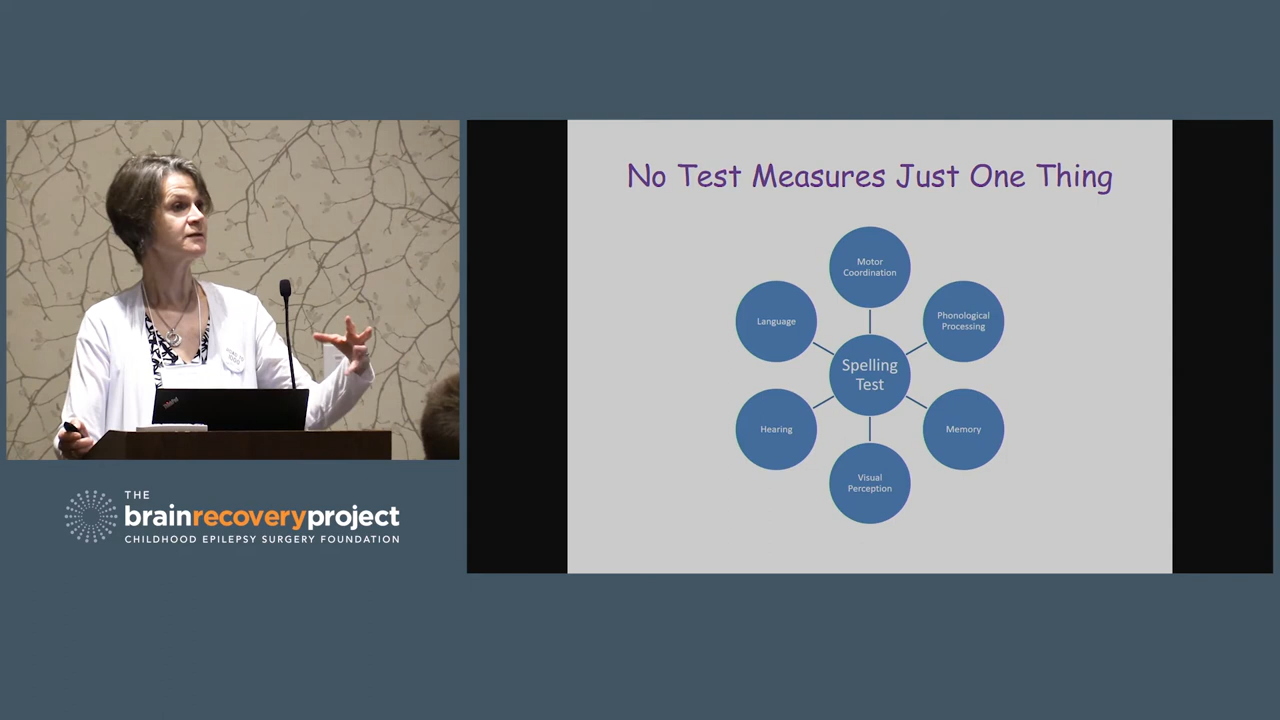 No Test Measures Just One Thing
Motor
Coordination
Language
Phonological
Processing
Spelling
Test
Hearing
Memory
Visual
Perception
THE
brainrecoveryproject
CHILDHOOD EPILEPSY SURGERY FOUNDATION